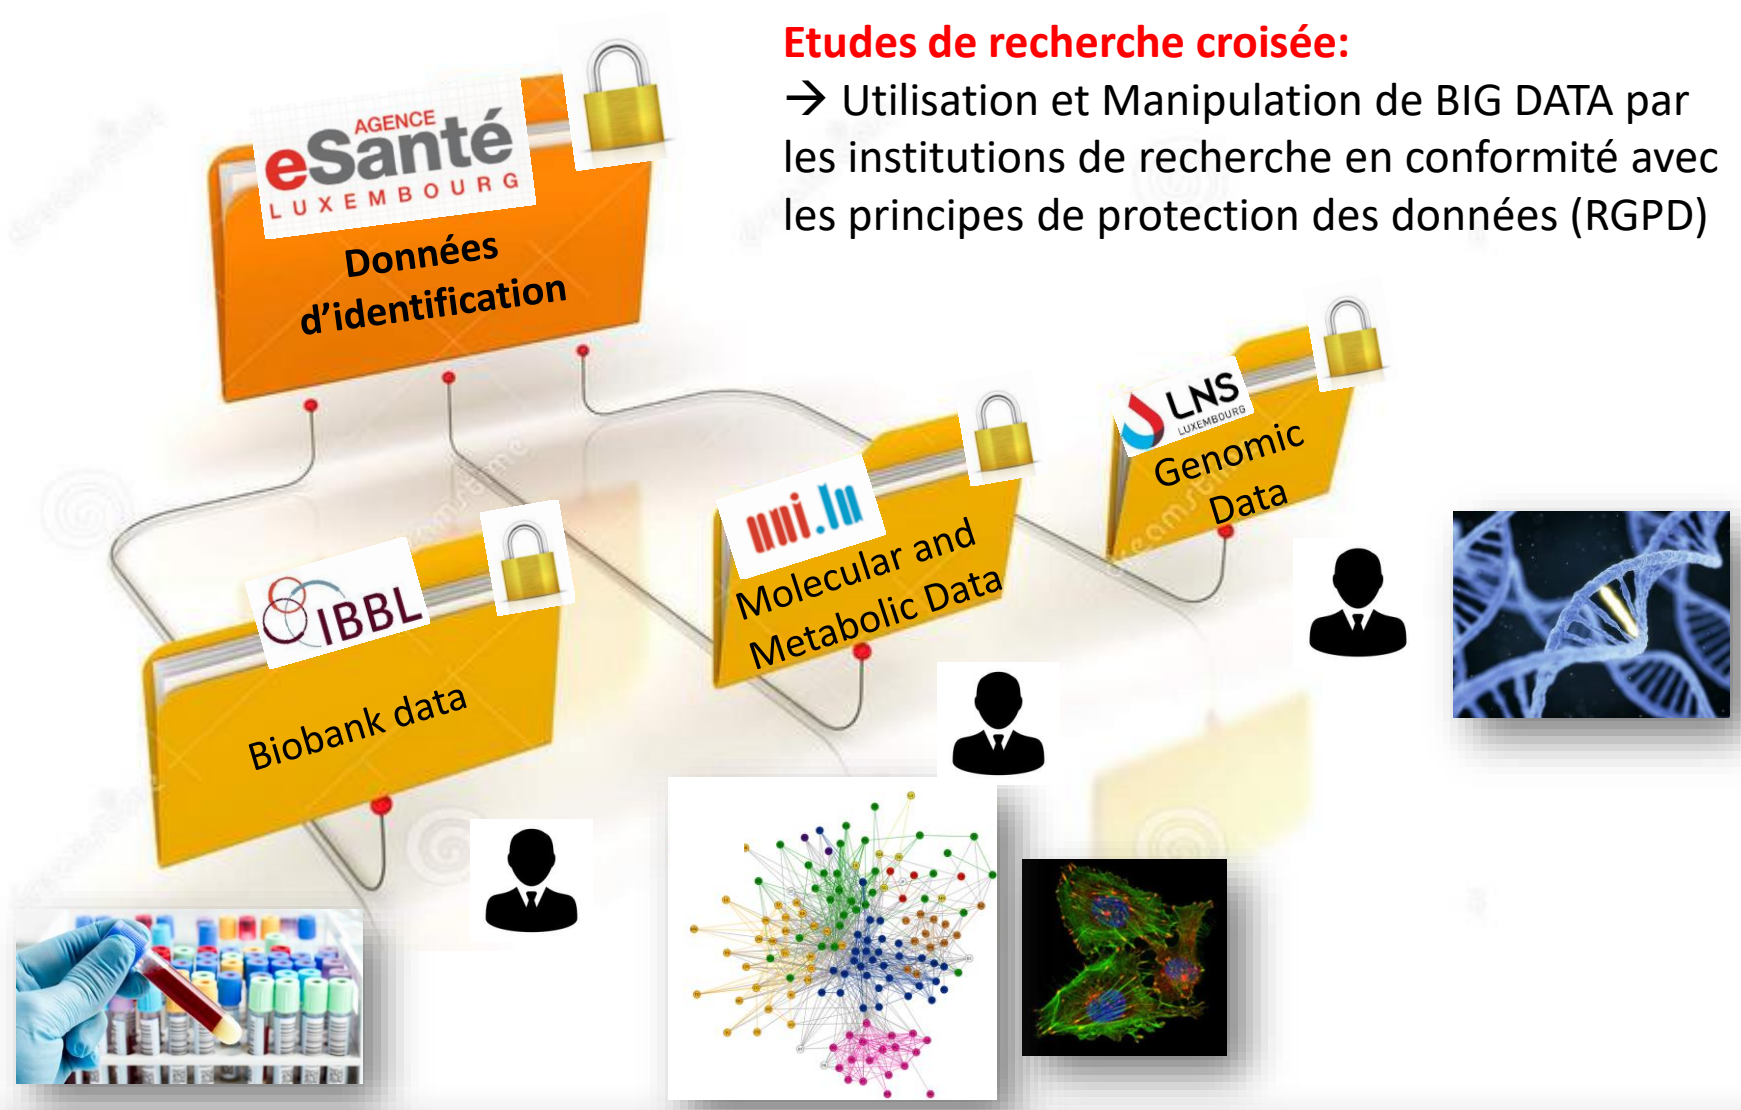 Etudes de recherche croisée:
→ Utilisation et Manipulation de BIG DATA par
les institutions de recherche en conformité avec
les principes de protection des données (RGPD)
AGENCE
eSanté
LUXEMBOURG
Données
d’identification
LNS
LUXEMBOURG
Genomic
Data
uni.lu
Molecular and
Metabolic Data
IBBL
Biobank data